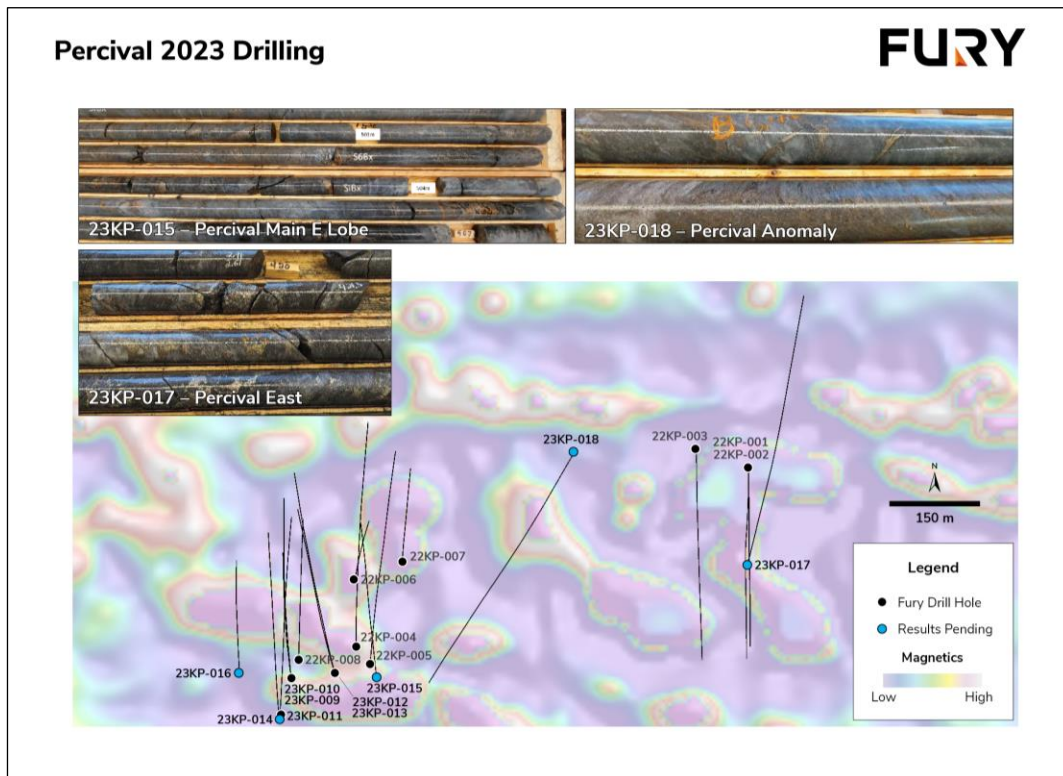 Percival 2023 Drilling
FURY
S68x
S18x
23KP-015 – Percival Main E Lobe
23KP-018 – Percival Anomaly
23KP-017 – Percival East
23KP-018
22KP-003
22KP-001
22KP-002
N
150 m
23KP-017
22KP-007
22KP-006
22KP-004
22KP-005
22KP-008
23KP-016
23KP-015
23KP-010
23KP-009
23KP-012
23KP-013
23KP-014
23KP-011
Legend
Fury Drill Hole
Results Pending
Magnetics
Low High